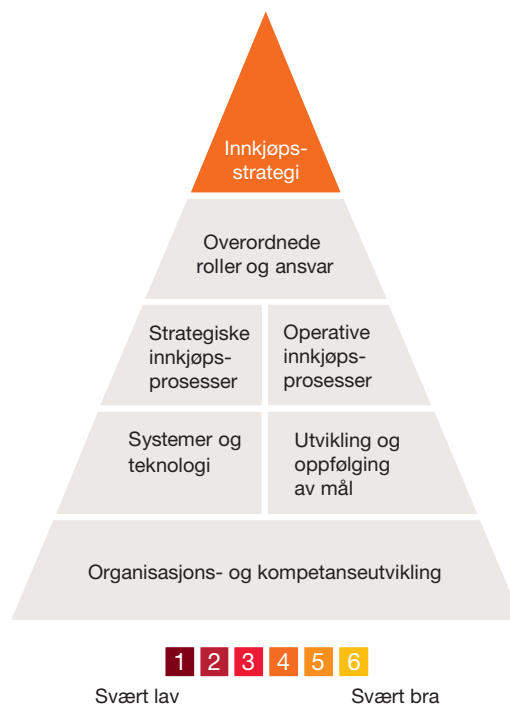 Innkjøps-
strategi
Overordnede
roller og ansvar
Strategiske
innkjøps-
prosesser
Operative
innkjøps-
prosesser
Systemer og
teknologi
Utvikling og
oppfølging
av mål
Organisasjons- og kompetanseutvikling
1 2 3 4 5 6
Svært lav
Svært bra